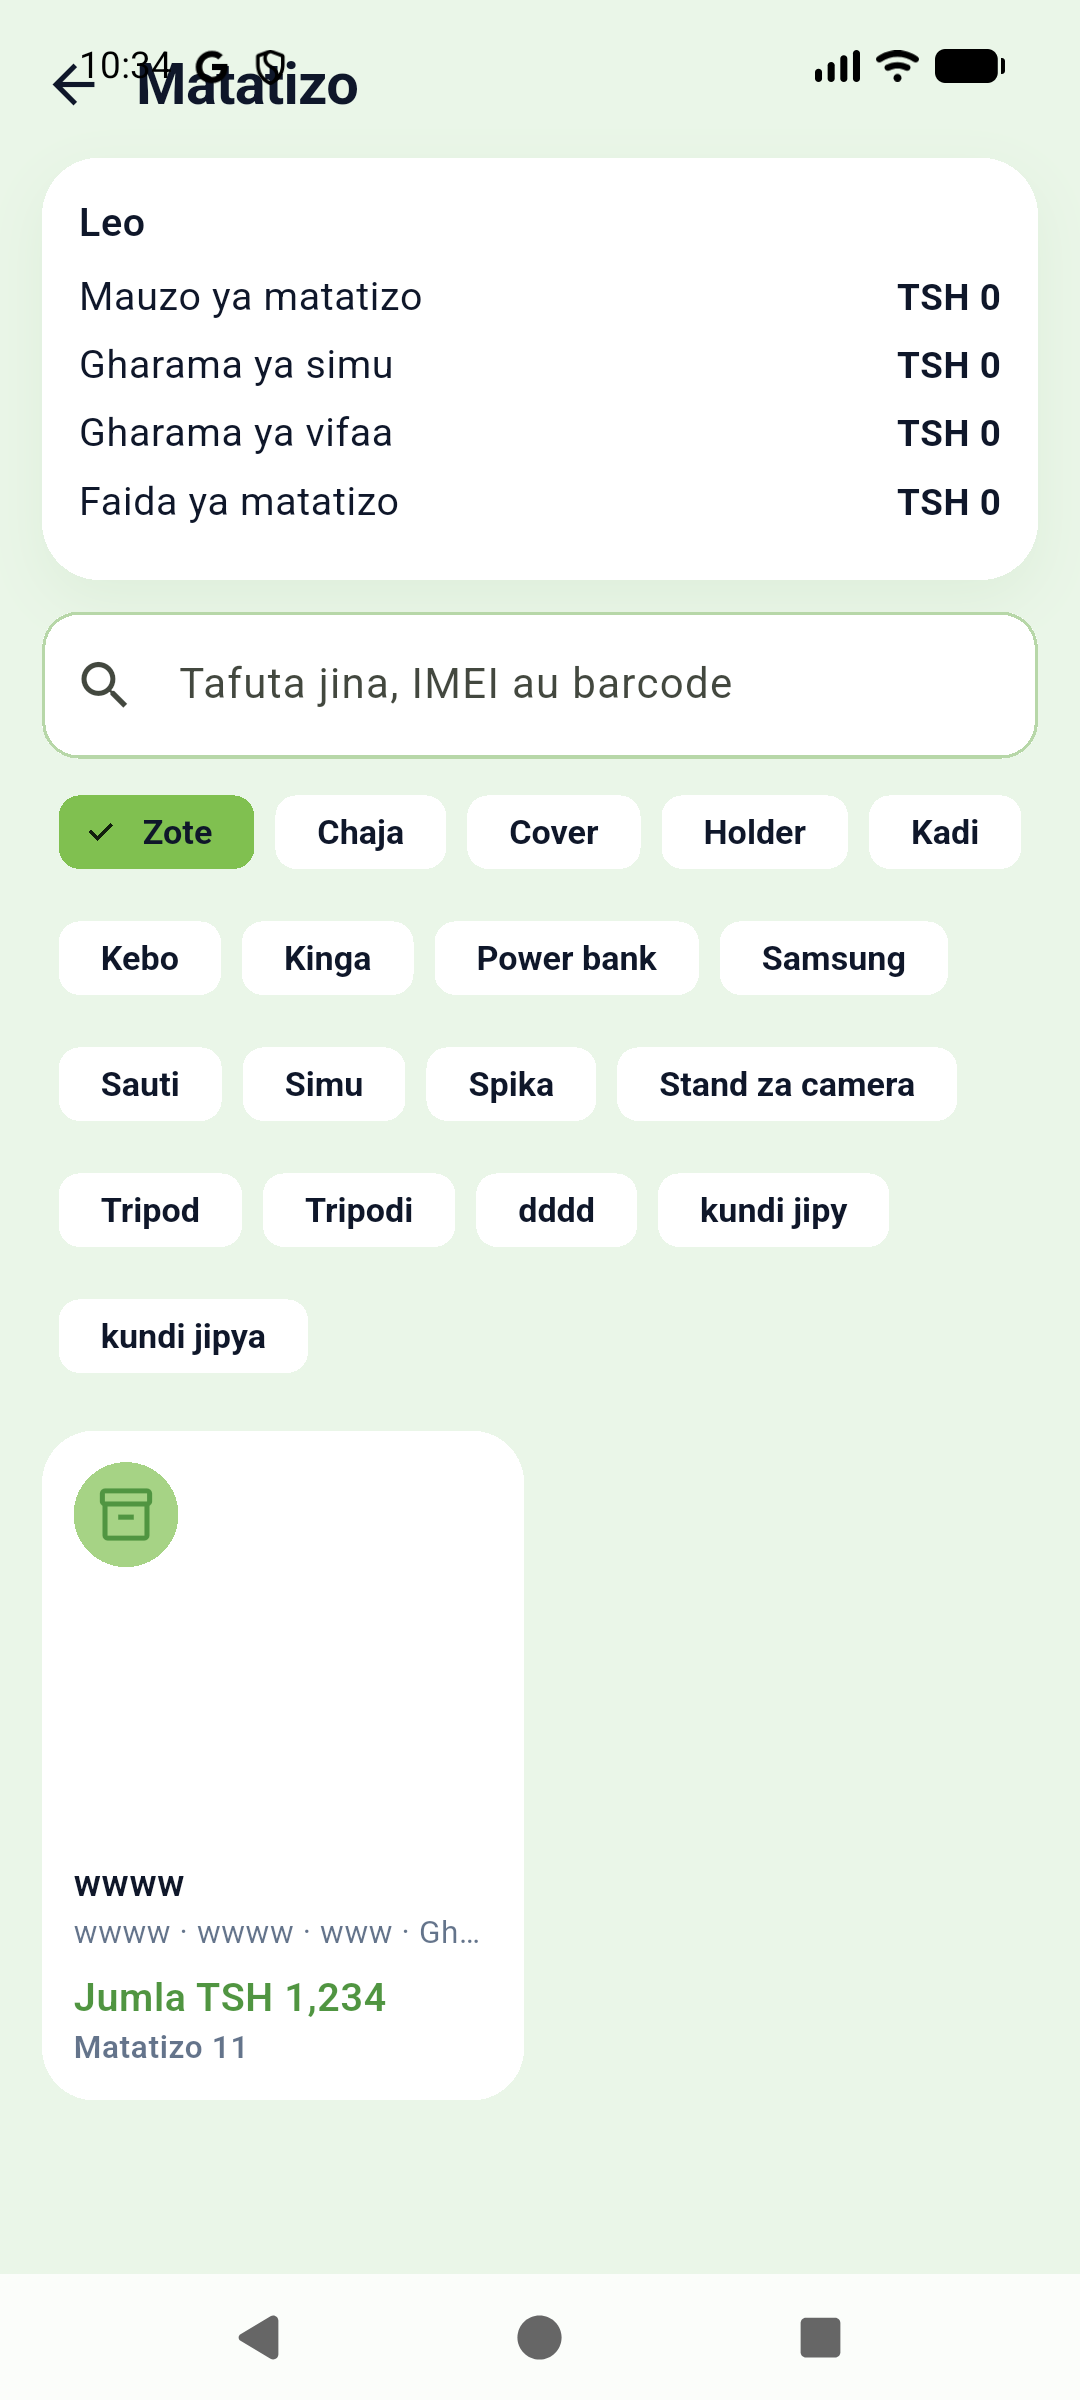 10:34
Matatizo
Leo
Mauzo ya matatizo TSH 0
Gharama ya simu TSH 0
Gharama ya vifaa TSH 0
Faida ya matatizo TSH 0
Tafuta jina, IMEI au barcode
Zote Chaja Cover Holder Kadi
Kebo Kinga Power bank Samsung
Sauti Simu Spika Stand za camera
Tripod Tripodi dddd kundi jipy
kundi jipya
wwww
wwww · wwww · www · Gh…
Jumla TSH 1,234
Matatizo 11